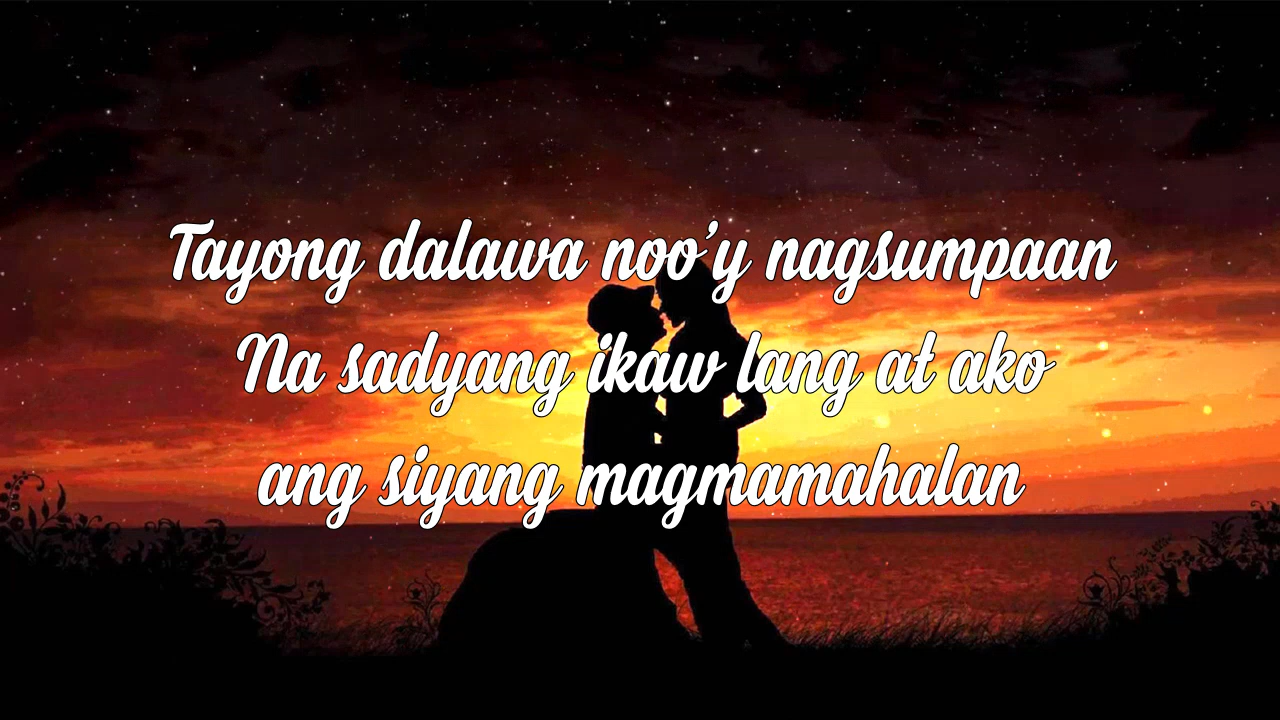 Tayong dalawa noo’y nagsumpaan
Na sadyang ikaw lang at ako
ang siyang magmamahalan